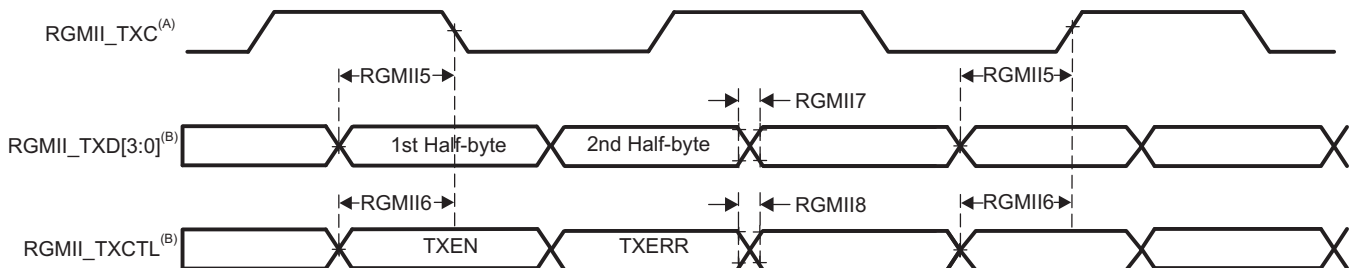 RGMII_TXC(A)
RGMII5 RGMII5
RGMII7
RGMII_TXD[3:0](B) 1st Half-byte 2nd Half-byte
RGMII6 RGMII8 RGMII6
RGMII_TXCTL(B) TXEN TXERR